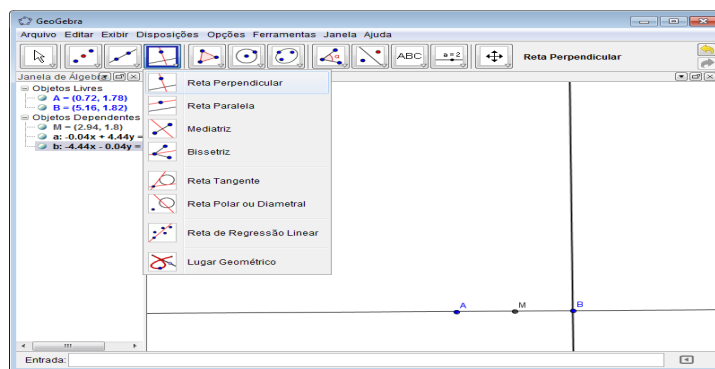 GeoGebra
Arquivo Editar Exibir Disposições Opções Ferramentas Janela Ajuda
ABC a=2 Reta Perpendicular
Janela de Álgebra
Objetos Livres
A = (0.72, 1.78)
B = (5.16, 1.82)
Objetos Dependentes
M = (2.94, 1.8)
a: -0.04x + 4.44y =
b: -4.44x - 0.04y =
Reta Perpendicular
Reta Paralela
Mediatriz
Bissetriz
Reta Tangente
Reta Polar ou Diametral
Reta de Regressão Linear
Lugar Geométrico
A M B
Entrada: